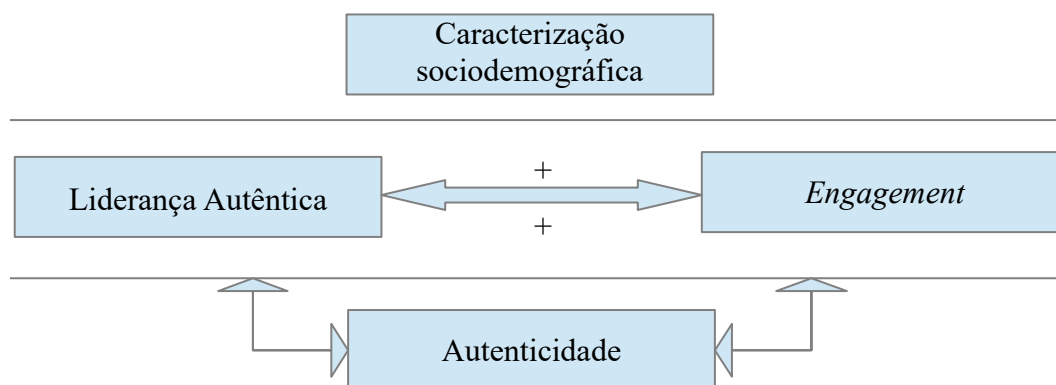 Caracterização
sociodemográfica
+
Liderança Autêntica
Engagement
+
Autenticidade